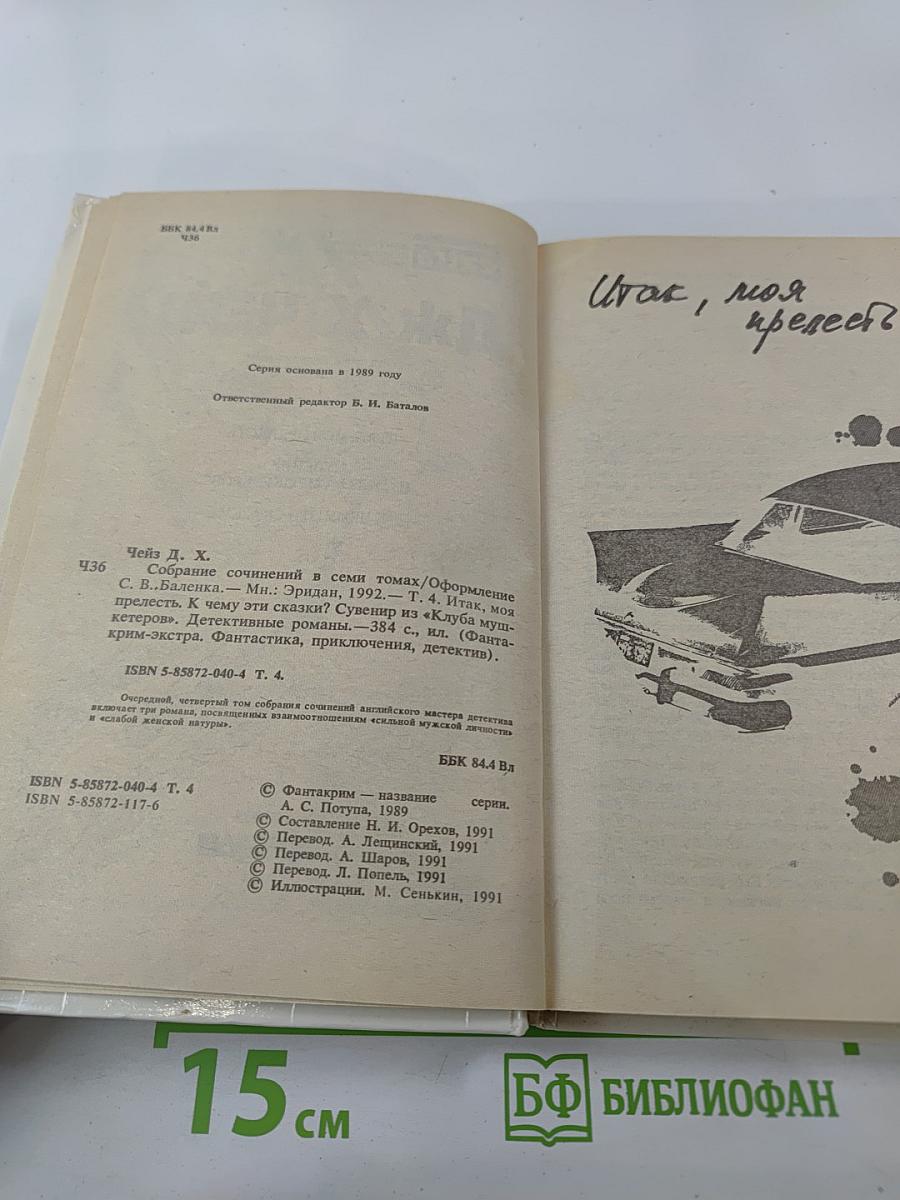 ББК 84.4 Вл
Ч36
Серия основана в 1989 году
Ответственный редактор Б. И. Баталов
Чейз Д. Х.
Ч36 Собрание сочинений в семи томах/Оформление
С. В. Баленка.— Мн.: Эридан, 1992.— Т. 4. Итак, моя
прелесть. К чему эти сказки? Сувенир из «Клуба муш-
кетеров». Детективные романы.—384 с., ил. (Фанта-
крим-экстра. Фантастика, приключения, детектив).
ISBN 5-85872-040-4 Т. 4.
Очередной, четвертый том собрания сочинений английского мастера детектива
включает три романа, посвященных взаимоотношениям «сильной мужской личности»
и «слабой женской натуры».
ББК 84.4 Вл
ISBN 5-85872-040-4 Т. 4
ISBN 5-85872-117-6
© Фантакрим — название серии.
А. С. Потупа, 1989
© Составление Н. И. Орехов, 1991
© Перевод. А. Лещинский, 1991
© Перевод. А. Шаров, 1991
© Перевод. Л. Попель, 1991
© Иллюстрации. М. Сенькин, 1991
Итак, моя
прелесть
15 см
БФ БИБЛИОФАН